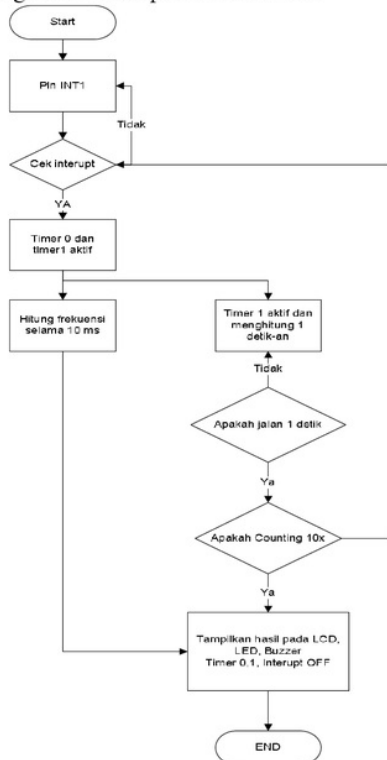 Start
Pin INT1
Tidak
Cek interupt
YA
Timer 0 dan
timer1 aktif
Hitung frekuensi
selama 10 ms
Timer 1 aktif dan
menghitung 1
detik-an
Tidak
Apakah jalan 1 detik
Ya
Apakah Counting 10x
Ya
Tampilkan hasil pada LCD,
LED, Buzzer
Timer 0,1, Interupt OFF
END